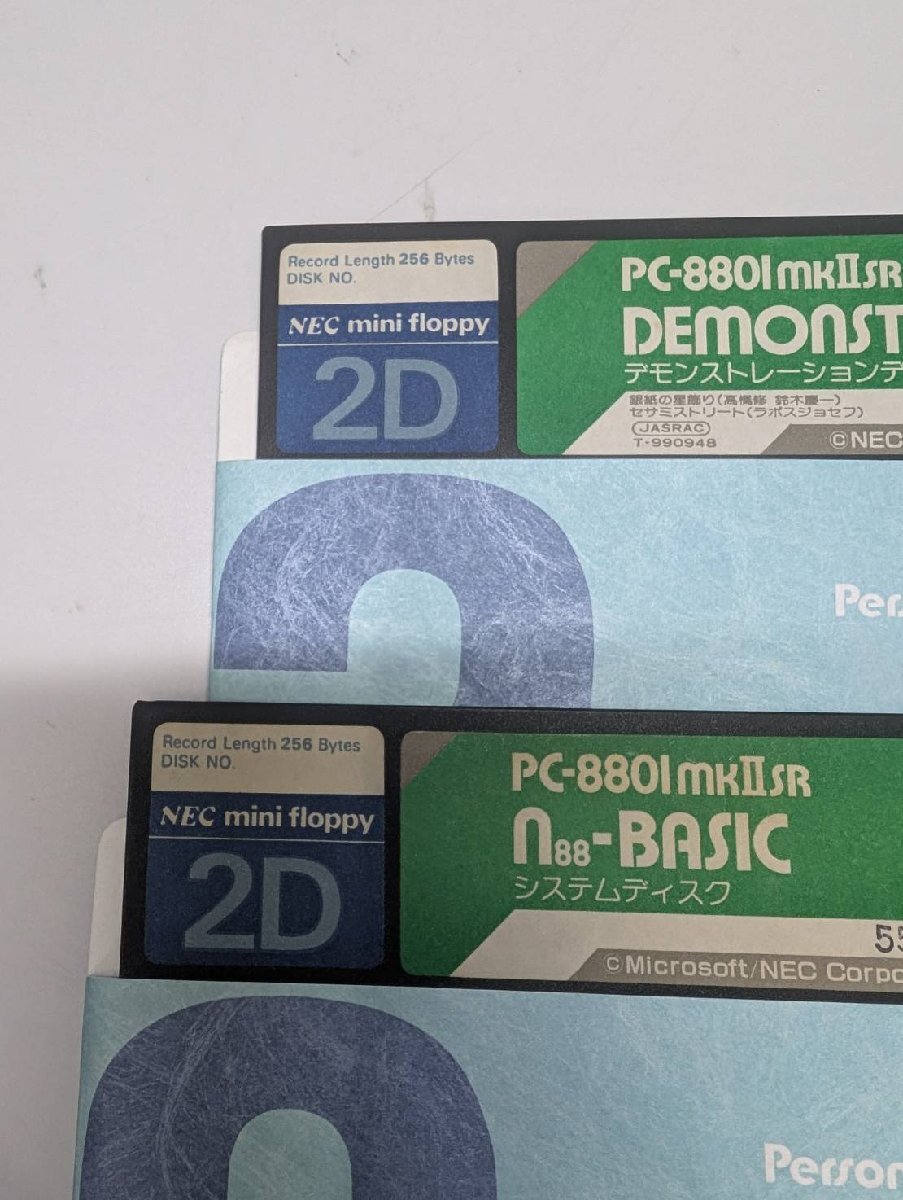 Record Length 256 Bytes
DISK NO.
NEC mini floppy
2D
PC-8801mkIISR
DEMONST
デモンストレーションデ
銀紙の星飾り(高橋修 鈴木慶一)
セサミストリート(ラポスジョセフ)
JASRAC
T-990948
©NEC
Pers
Record Length 256 Bytes
DISK NO.
NEC mini floppy
2D
PC-8801mkIISR
N88-BASIC
システムディスク
55
©Microsoft/NEC Corpo
Person